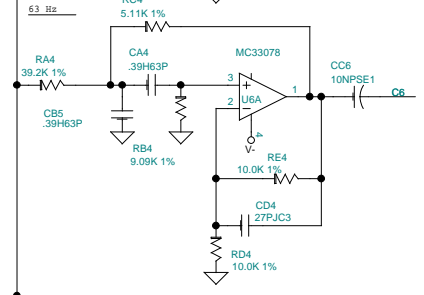 63 Hz
RC4
5.11K 1%
RA4
39.2K 1%
CA4
.39H63P
MC33078
CC6
10NPSE1
C6
3
U6A
1
2
CB5
.39H63P
4
V-
RB4
9.09K 1%
RE4
10.0K 1%
CD4
27PJC3
RD4
10.0K 1%